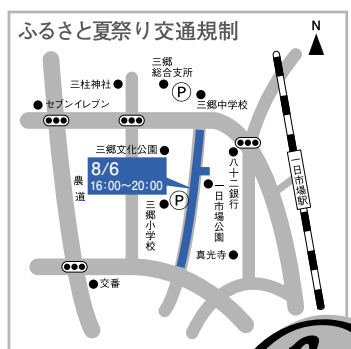 ふるさと夏祭り交通規制
N
三郷
総合支所
三柱神社
P
セブンイレブン
三郷中学校
三郷文化公園
8/6
16:00〜20:00
農道
P
三郷小学校
一日市場公園
八十二銀行
一日市場駅
真光寺
交番